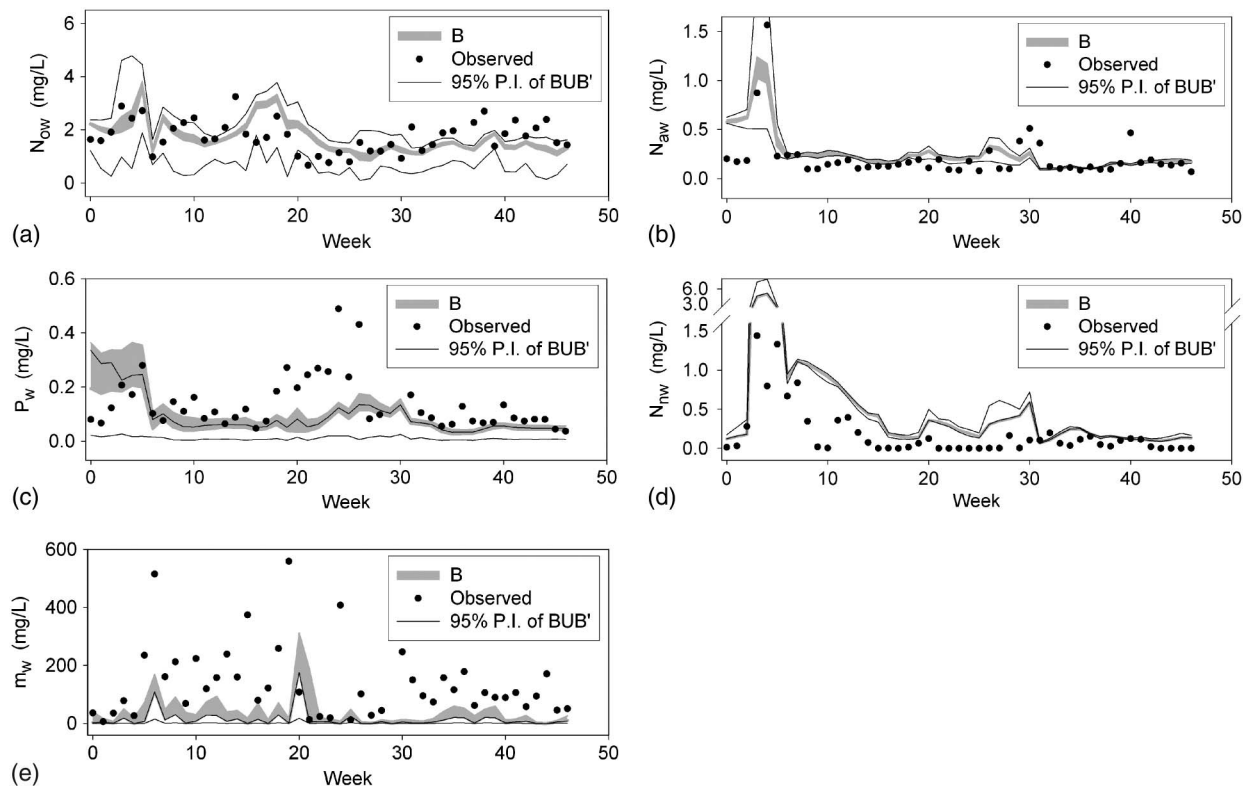 6
4
2
0
N_ow (mg/L)
B
Observed
95% P.I. of BUB'
0 10 20 30 40 50
Week
(a)
1.5
1.0
0.5
0.0
N_aw (mg/L)
B
Observed
95% P.I. of BUB'
0 10 20 30 40 50
Week
(b)
0.6
0.4
0.2
0.0
P_w (mg/L)
B
Observed
95% P.I. of BUB'
0 10 20 30 40 50
Week
(c)
6.0
3.0
1.5
1.0
0.5
0.0
N_nw (mg/L)
B
Observed
95% P.I. of BUB'
0 10 20 30 40 50
Week
(d)
600
400
200
0
m_w (mg/L)
B
Observed
95% P.I. of BUB'
0 10 20 30 40 50
Week
(e)